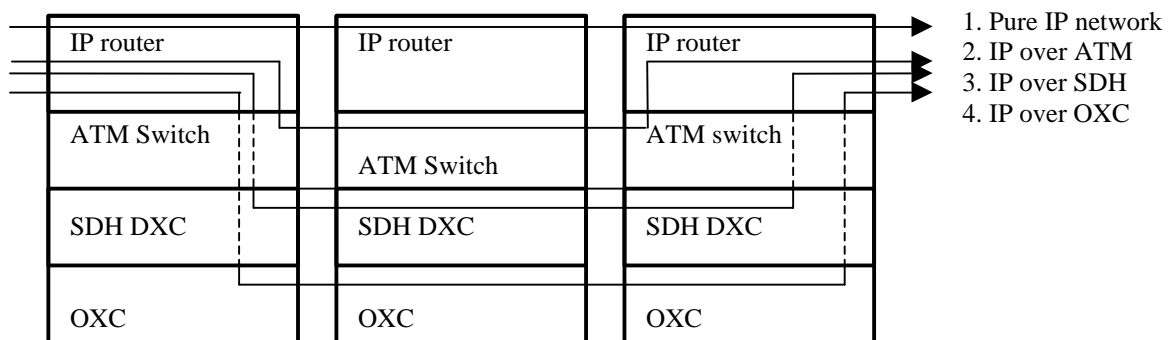 IP router
IP router
IP router
1. Pure IP network
2. IP over ATM
3. IP over SDH
4. IP over OXC
ATM Switch
ATM Switch
ATM switch
SDH DXC
SDH DXC
SDH DXC
OXC
OXC
OXC